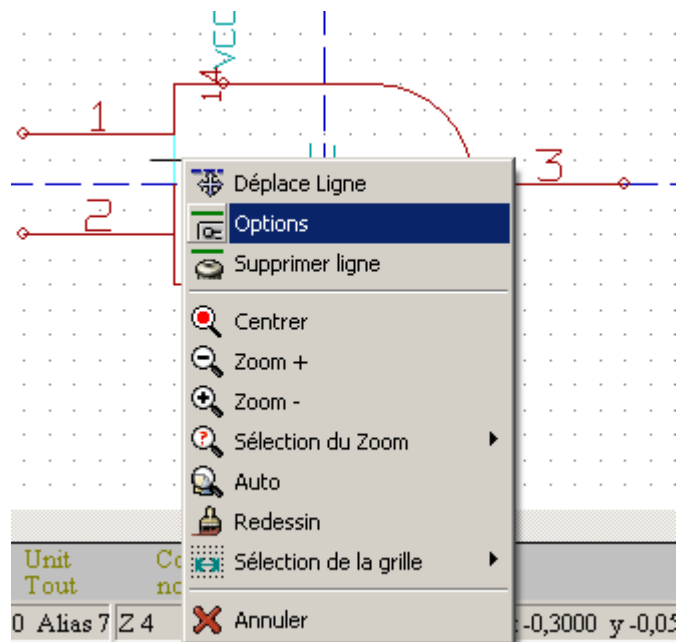 VCC
14
1
3
2
Déplace Ligne
Options
Supprimer ligne
Centrer
Zoom +
Zoom -
Sélection du Zoom
Auto
Redessin
Sélection de la grille
Annuler
Unit
Tout
0 Alias 7 Z 4 -0,3000 y -0,05